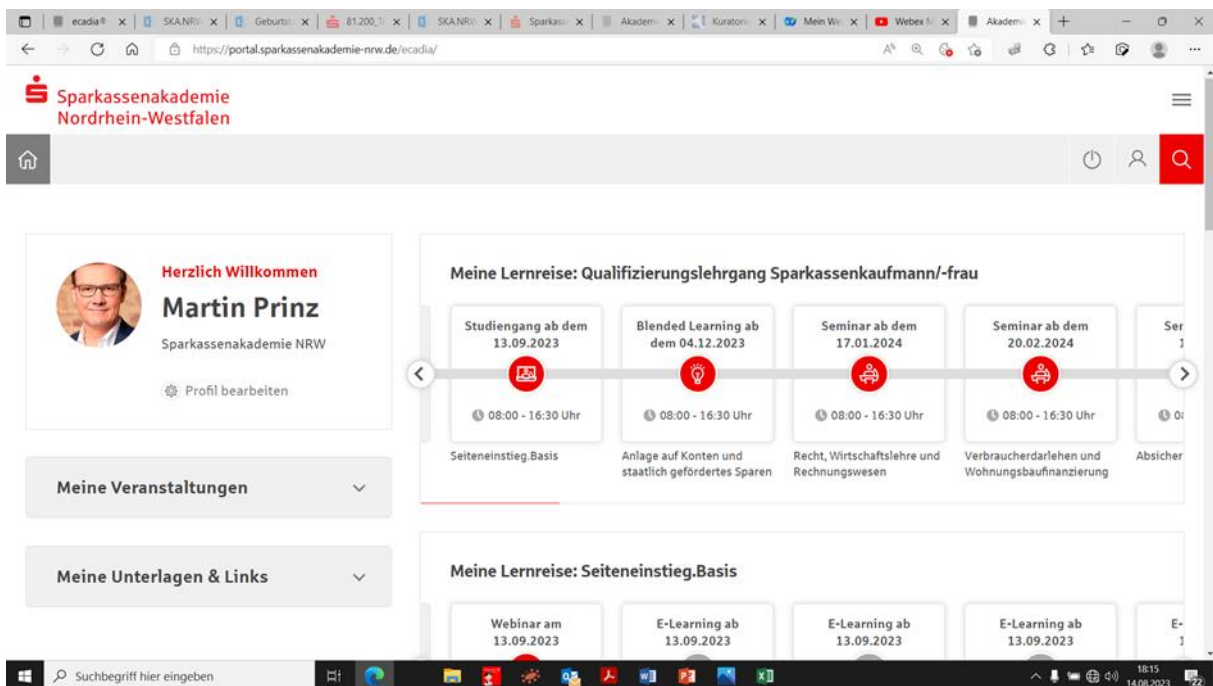 ecadia®
SKA.NRW
Geburtst
81.200_Tr
SKA.NRW
Sparkass
Akademi
Kuratori
Mein We
Webex M
Akademi
https://portal.sparkassenakademie-nrw.de/ecadia/
Sparkassenakademie
Nordrhein-Westfalen
Herzlich Willkommen
Martin Prinz
Sparkassenakademie NRW
Profil bearbeiten
Meine Veranstaltungen
Meine Unterlagen & Links
Meine Lernreise: Qualifizierungslehrgang Sparkassenkaufmann/-frau
Studiengang ab dem
13.09.2023
08:00 - 16:30 Uhr
Seiteneinstieg.Basis
Blended Learning ab
dem 04.12.2023
08:00 - 16:30 Uhr
Anlage auf Konten und
staatlich gefördertes Sparen
Seminar ab dem
17.01.2024
08:00 - 16:30 Uhr
Recht, Wirtschaftslehre und
Rechnungswesen
Seminar ab dem
20.02.2024
08:00 - 16:30 Uhr
Verbraucherdarlehen und
Wohnungsbaufinanzierung
Absicher
Meine Lernreise: Seiteneinstieg.Basis
Webinar am
13.09.2023
E-Learning ab
13.09.2023
E-Learning ab
13.09.2023
E-Learning ab
13.09.2023
Suchbegriff hier eingeben
18:15
14.08.2023
22